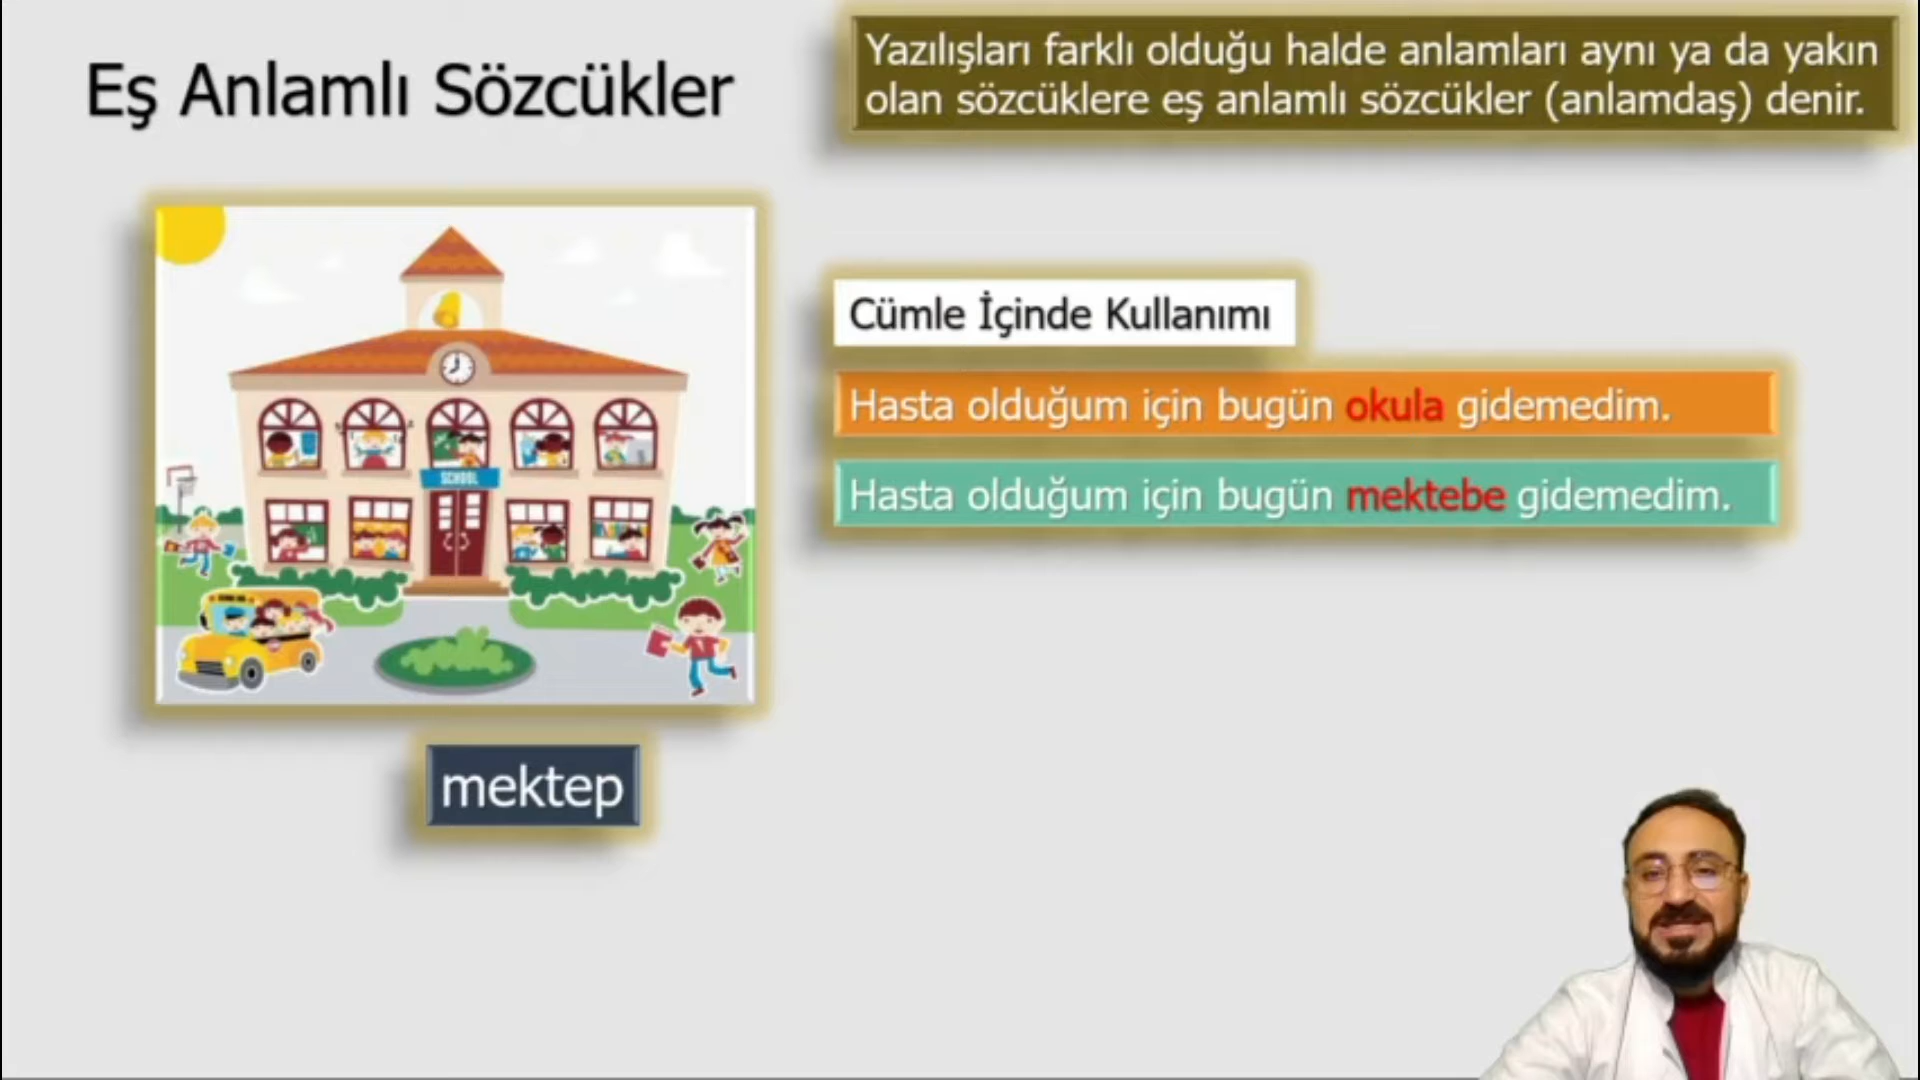 Eş Anlamlı Sözcükler
Yazılışları farklı olduğu halde anlamları aynı ya da yakın
olan sözcüklere eş anlamlı sözcükler (anlamdaş) denir.
Cümle İçinde Kullanımı
Hasta olduğum için bugün okula gidemedim.
Hasta olduğum için bugün mektebe gidemedim.
SCHOOL
mektep